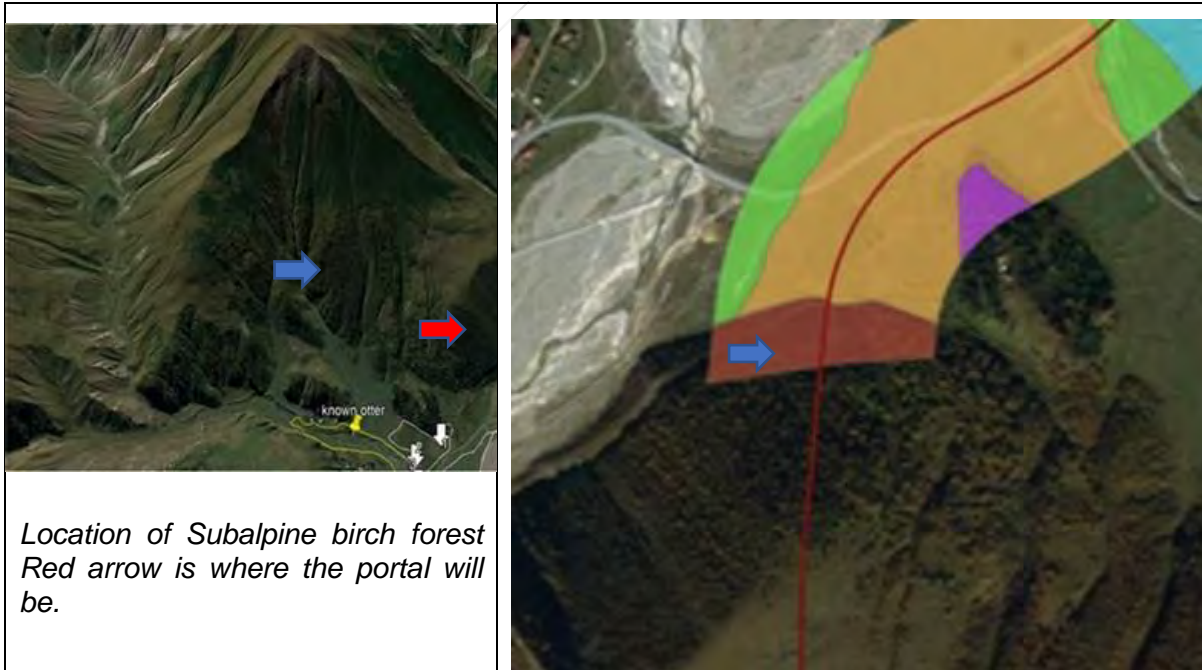 known otter
Location of Subalpine birch forest
Red arrow is where the portal will
be.